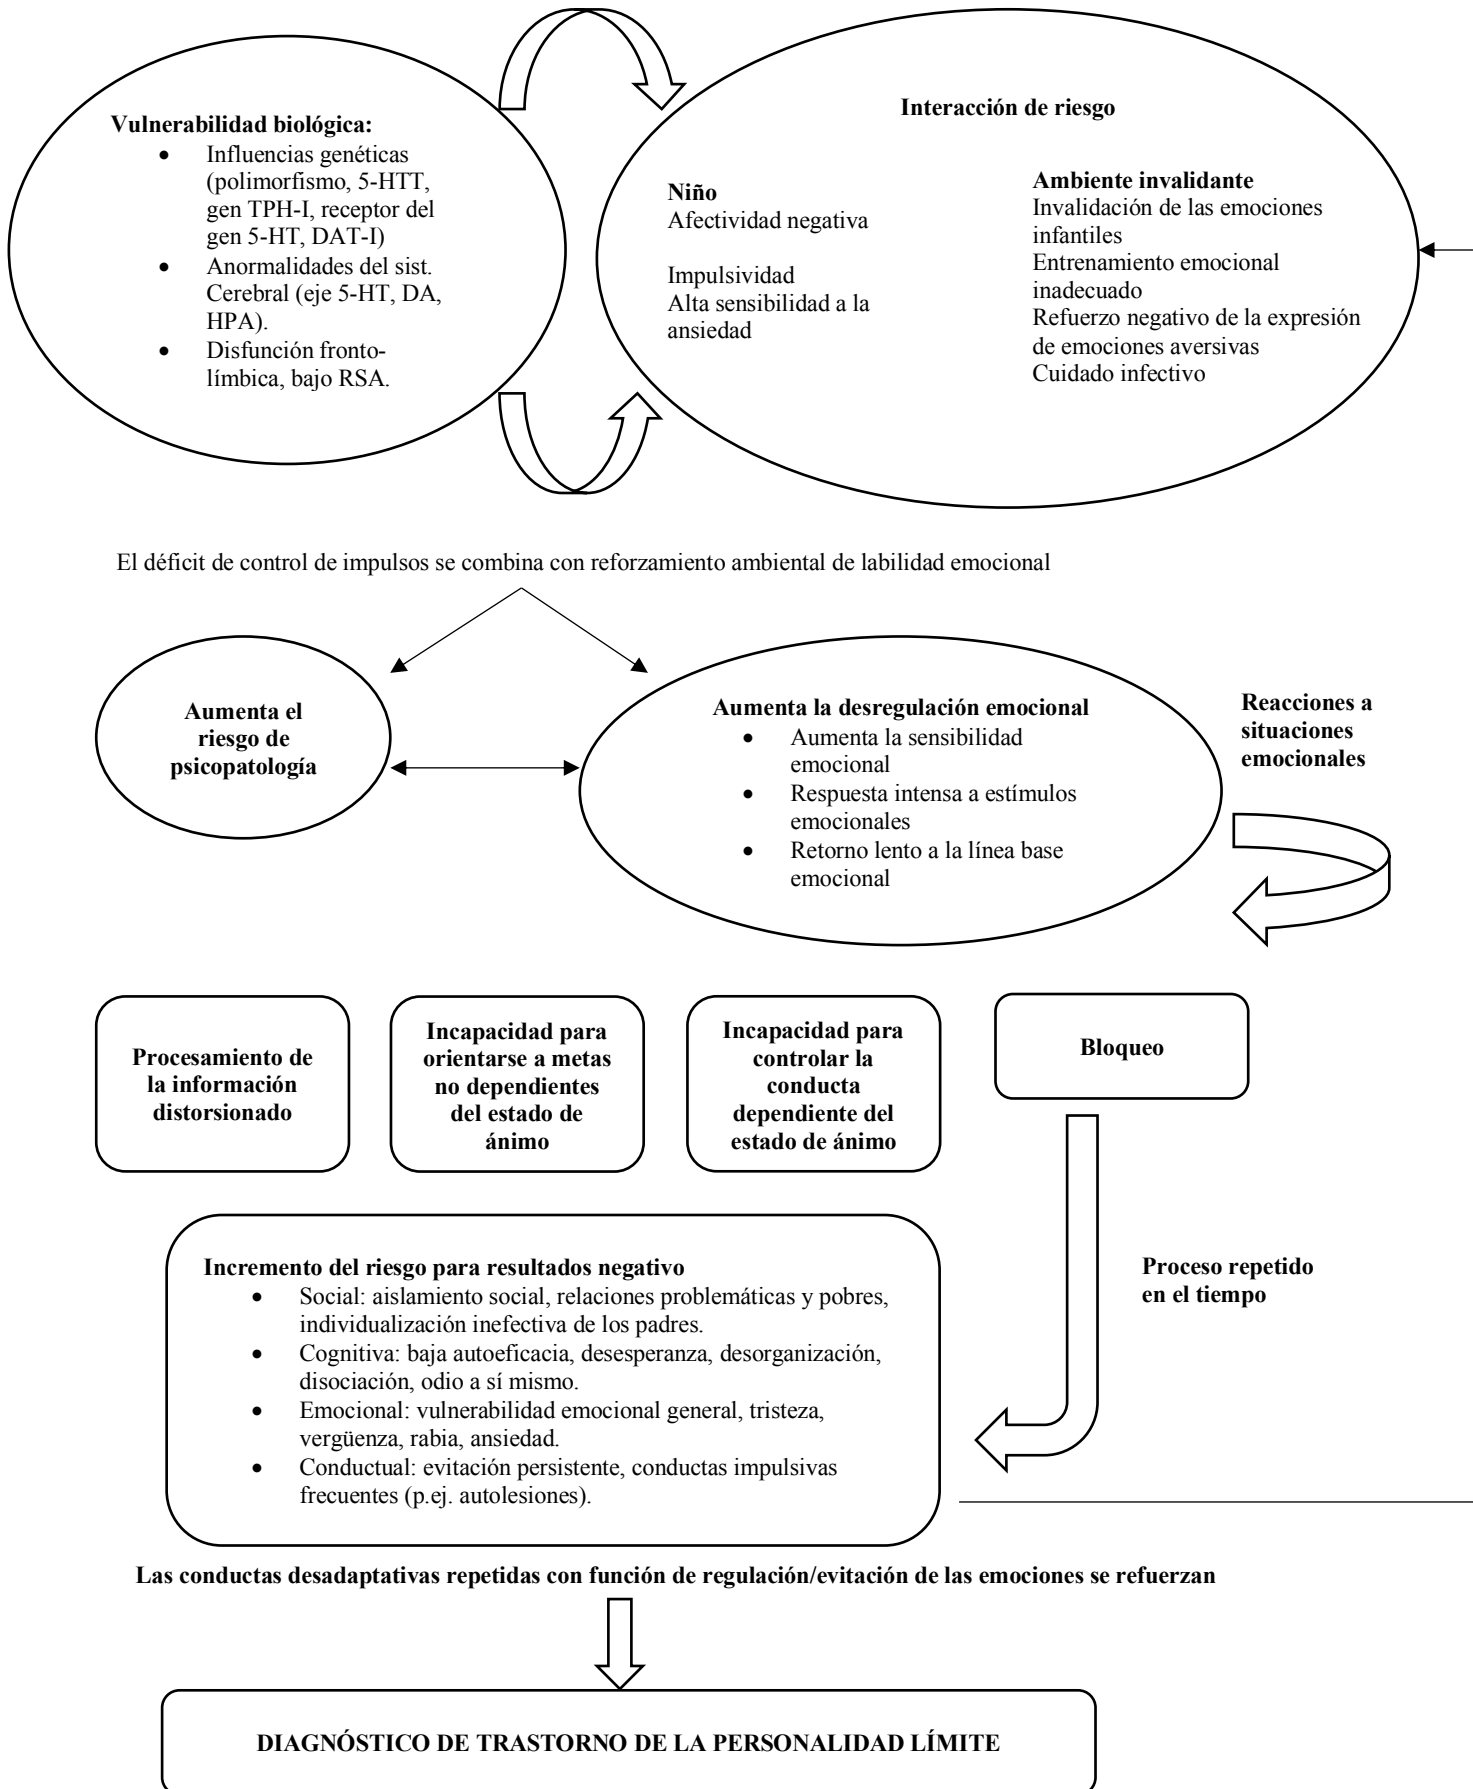 Vulnerabilidad biológica:
• Influencias genéticas
(polimorfismo, 5-HTT,
gen TPH-I, receptor del
gen 5-HT, DAT-I)
• Anormalidades del sist.
Cerebral (eje 5-HT, DA,
HPA).
• Disfunción fronto-
límbica, bajo RSA.
Interacción de riesgo
Niño
Afectividad negativa
Impulsividad
Alta sensibilidad a la
ansiedad
Ambiente invalidante
Invalidación de las emociones
infantiles
Entrenamiento emocional
inadecuado
Refuerzo negativo de la expresión
de emociones aversivas
Cuidado infectivo
El déficit de control de impulsos se combina con reforzamiento ambiental de labilidad emocional
Aumenta el
riesgo de
psicopatología
Aumenta la desregulación emocional
• Aumenta la sensibilidad
emocional
• Respuesta intensa a estímulos
emocionales
• Retorno lento a la línea base
emocional
Reacciones a
situaciones
emocionales
Procesamiento de
la información
distorsionado
Incapacidad para
orientarse a metas
no dependientes
del estado de
ánimo
Incapacidad para
controlar la
conducta
dependiente del
estado de ánimo
Bloqueo
Incremento del riesgo para resultados negativo
• Social: aislamiento social, relaciones problemáticas y pobres,
individualización inefectiva de los padres.
• Cognitiva: baja autoeficacia, desesperanza, desorganización,
disociación, odio a sí mismo.
• Emocional: vulnerabilidad emocional general, tristeza,
vergüenza, rabia, ansiedad.
• Conductual: evitación persistente, conductas impulsivas
frecuentes (p.ej. autolesiones).
Proceso repetido
en el tiempo
Las conductas desadaptativas repetidas con función de regulación/evitación de las emociones se refuerzan
DIAGNÓSTICO DE TRASTORNO DE LA PERSONALIDAD LÍMITE